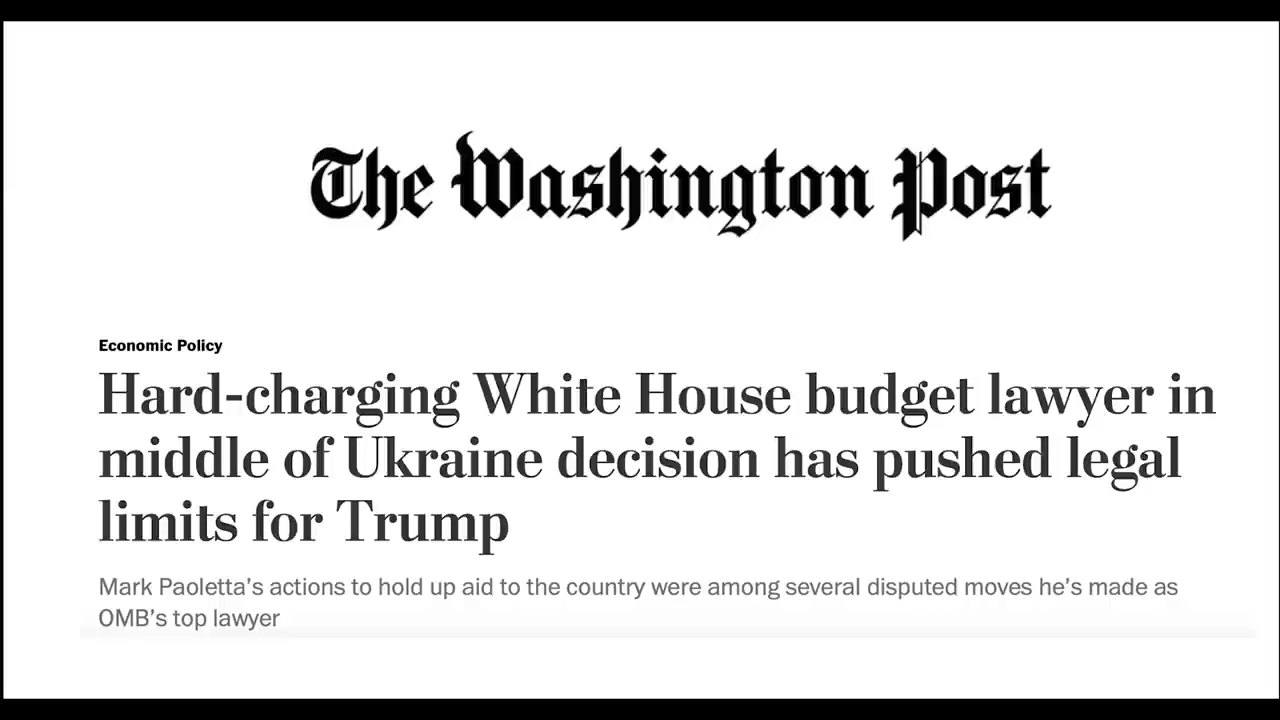 The Washington Post
Economic Policy
Hard-charging White House budget lawyer in
middle of Ukraine decision has pushed legal
limits for Trump
Mark Paoletta's actions to hold up aid to the country were among several disputed moves he's made as
OMB's top lawyer